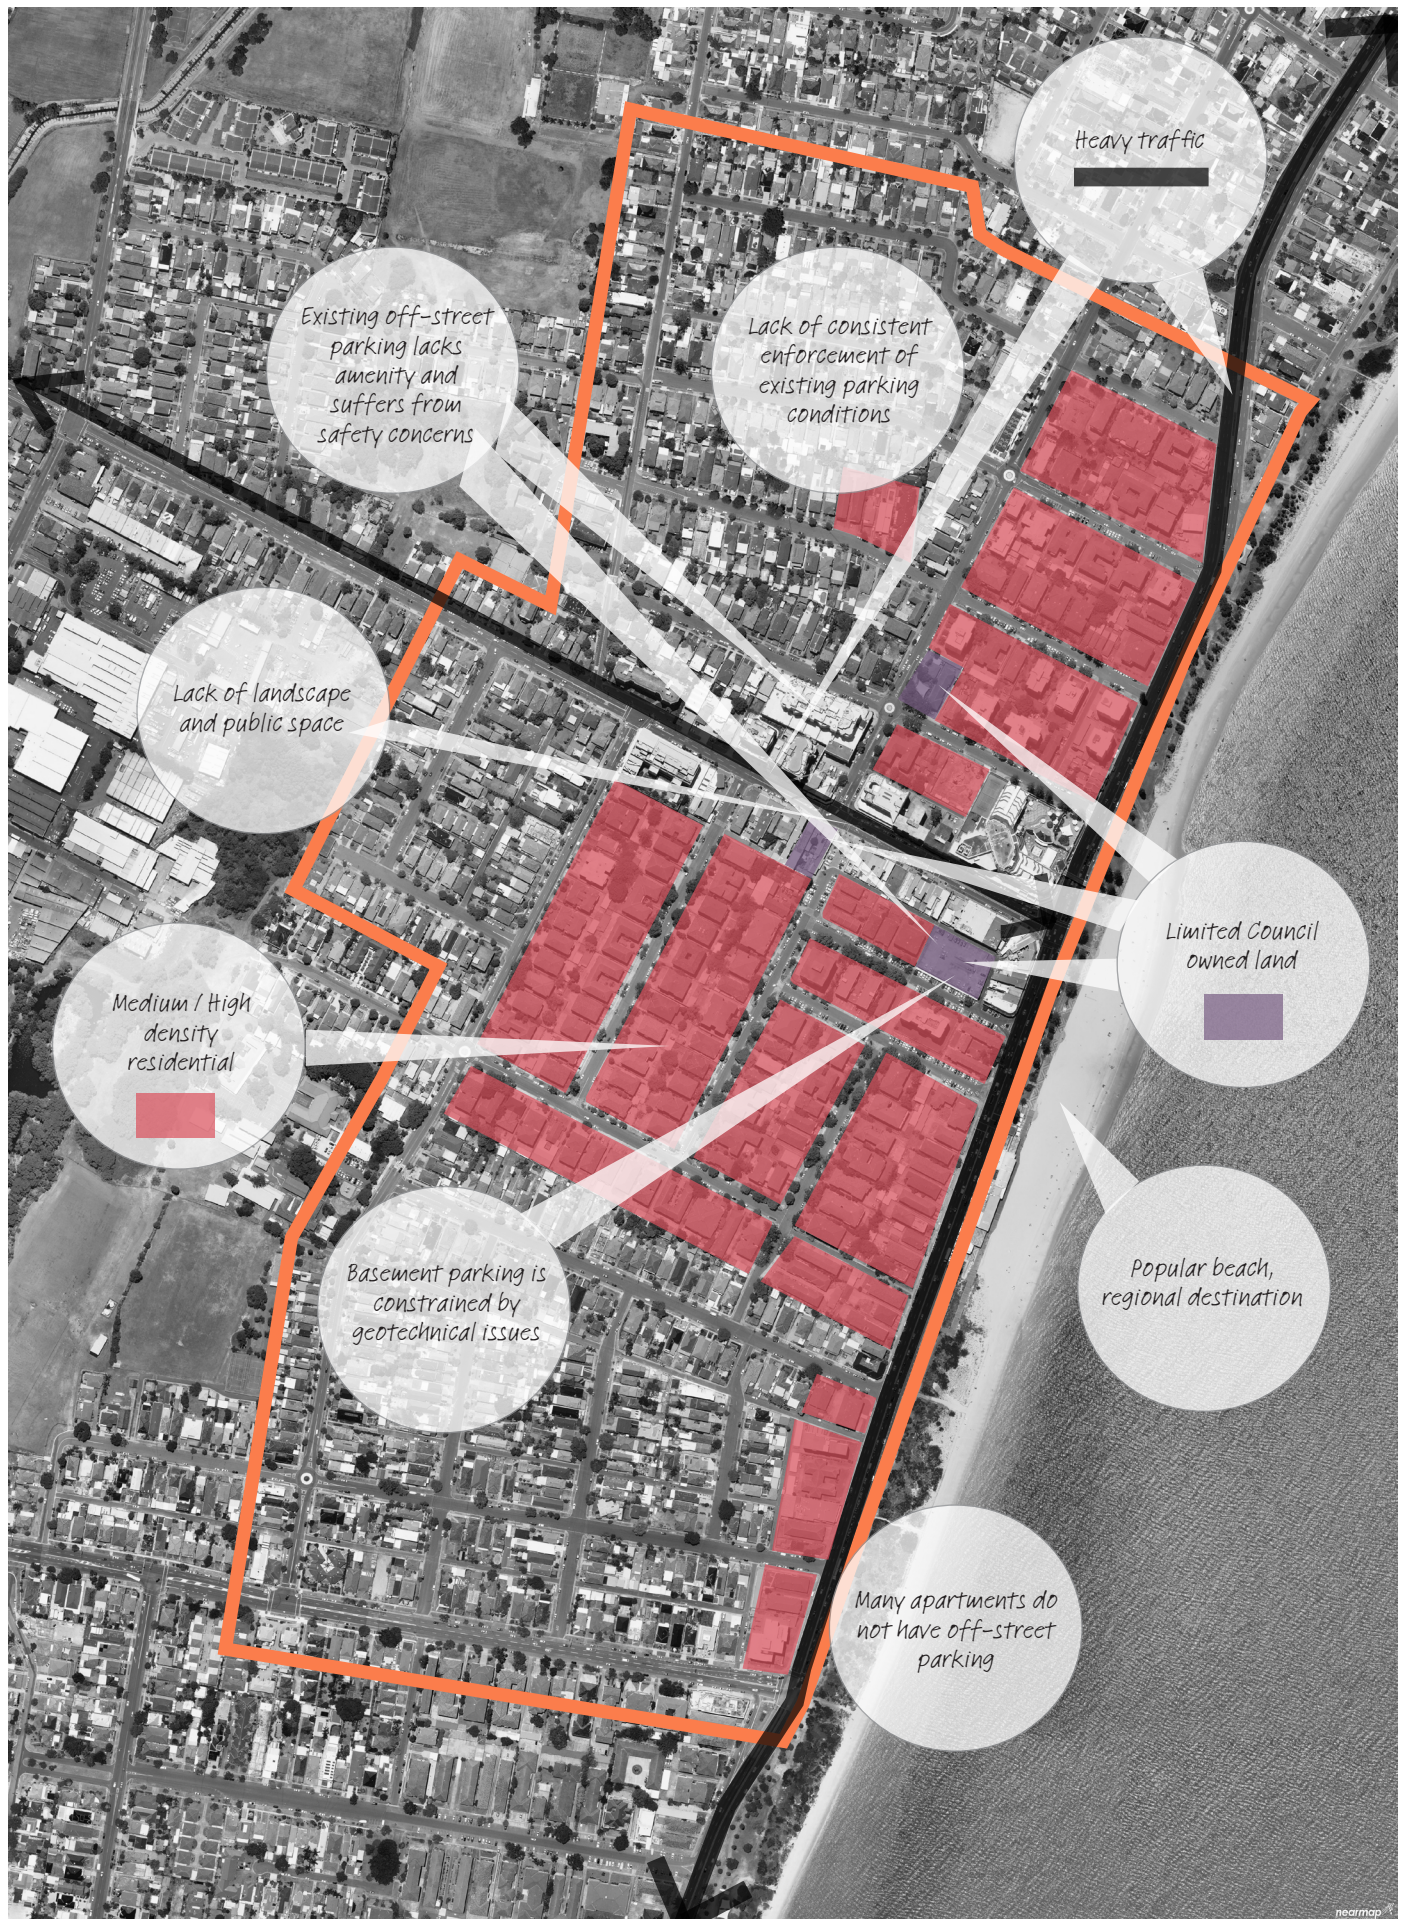 Heavy traffic
Existing off-street
parking lacks
amenity and
suffers from
safety concerns
Lack of consistent
enforcement of
existing parking
conditions
Lack of landscape
and public space
Limited Council
owned land
Medium / High
density
residential
Popular beach,
regional destination
Basement parking is
constrained by
geotechnical issues
Many apartments do
not have off-street
parking
nearmap